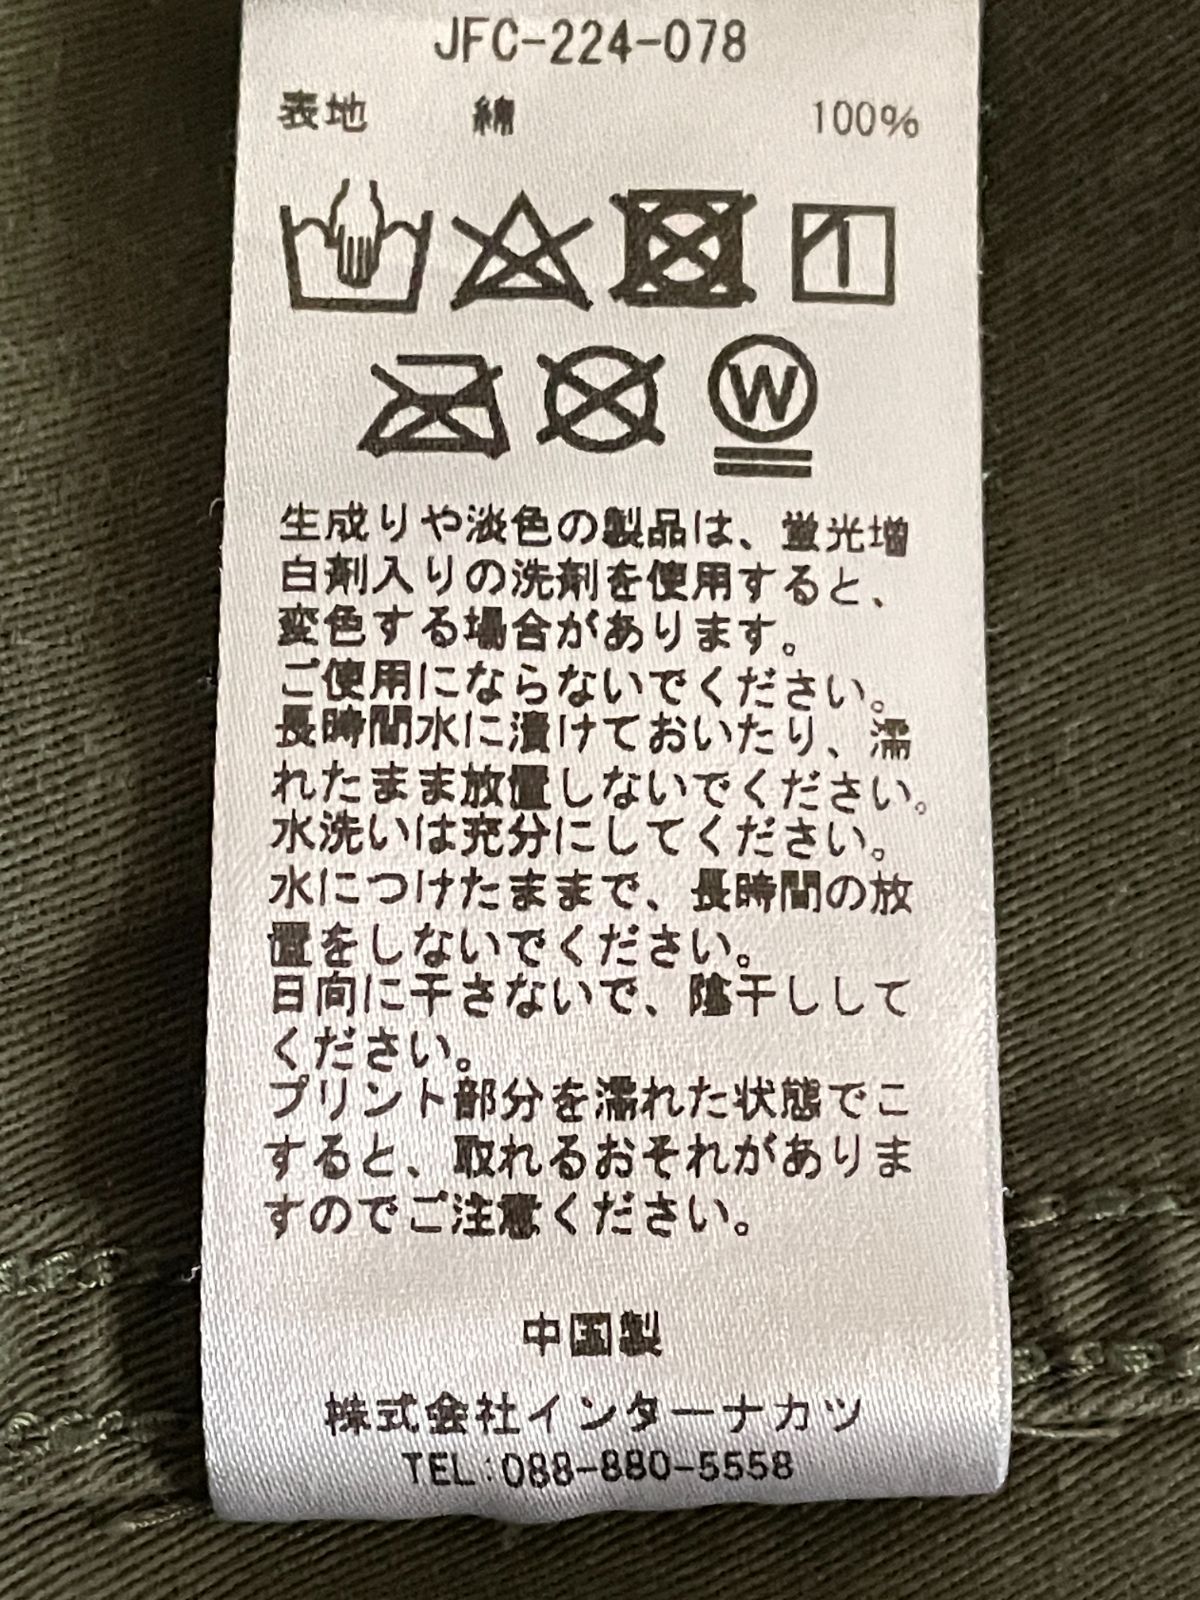 JFC-224-078
表地 綿 100%
W
生成りや淡色の製品は、蛍光増
白剤入りの洗剤を使用すると、
変色する場合があります。
ご使用にならないでください。
長時間水に漬けておいたり、濡
れたまま放置しないでください。
水洗いは充分にしてください。
水につけたままで、長時間の放
置をしないでください。
日向に干さないで、陰干しして
ください。
プリント部分を濡れた状態でこ
すると、取れるおそれがありま
すのでご注意ください。
中国製
株式会社インターナカツ
TEL:088-880-5558